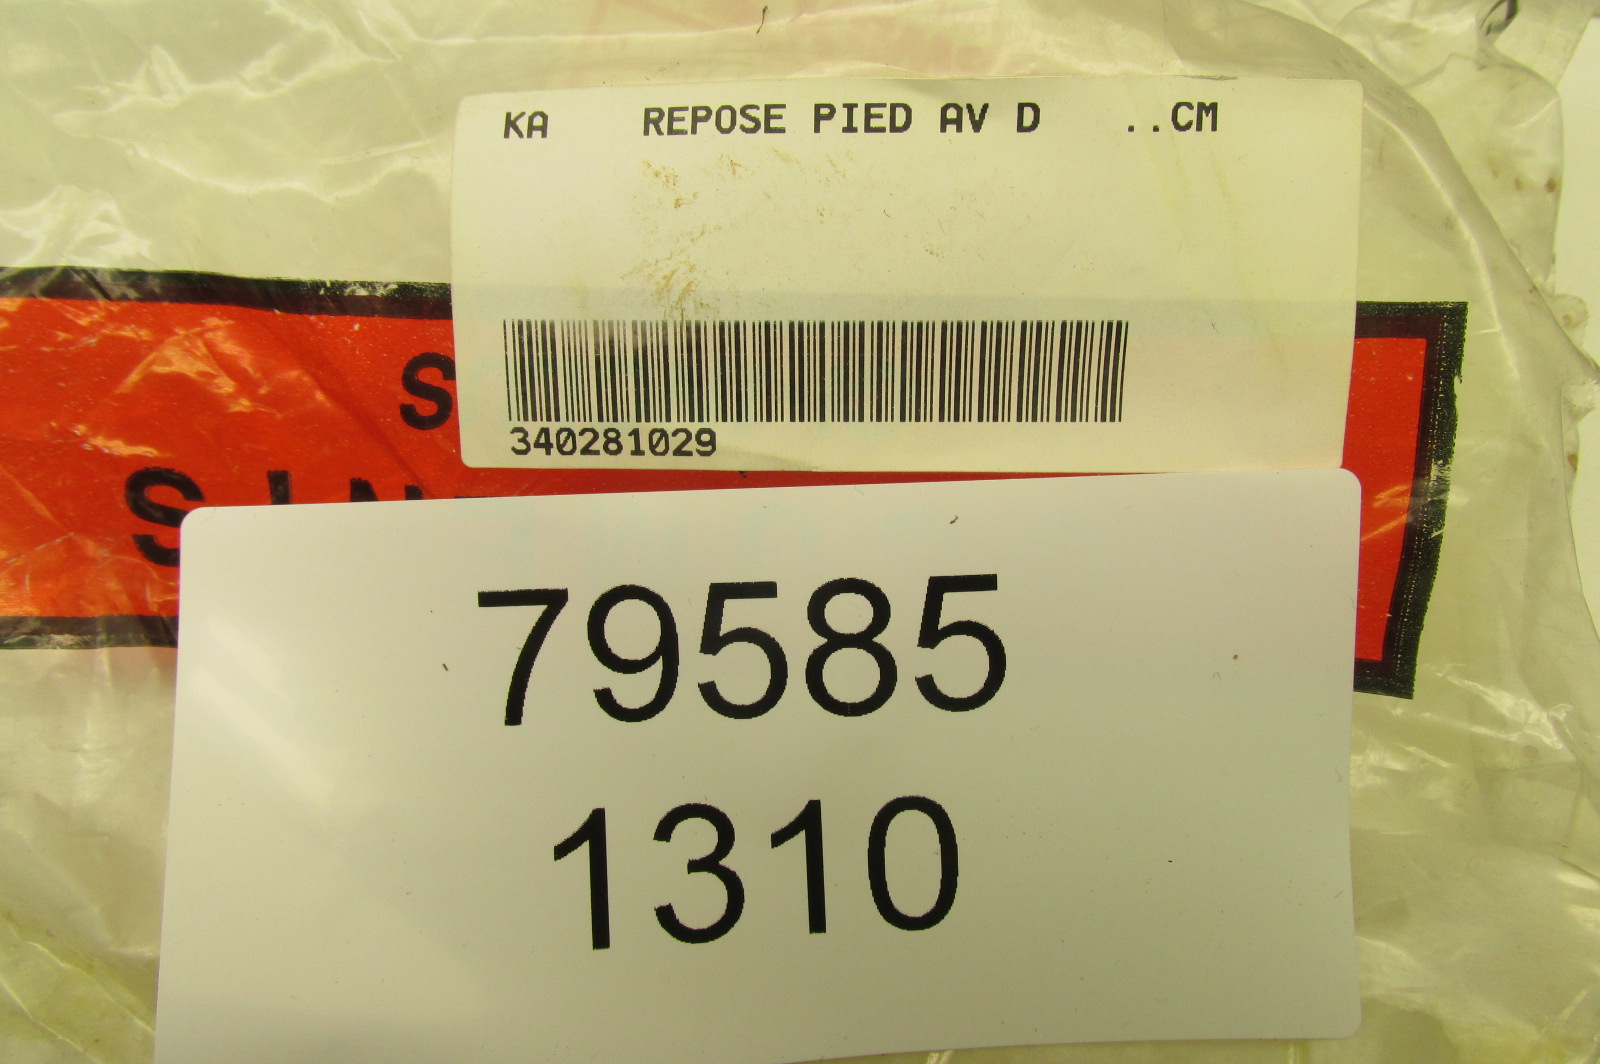 KA REPOSE PIED AV D ..CM
340281029
S
79585
1310